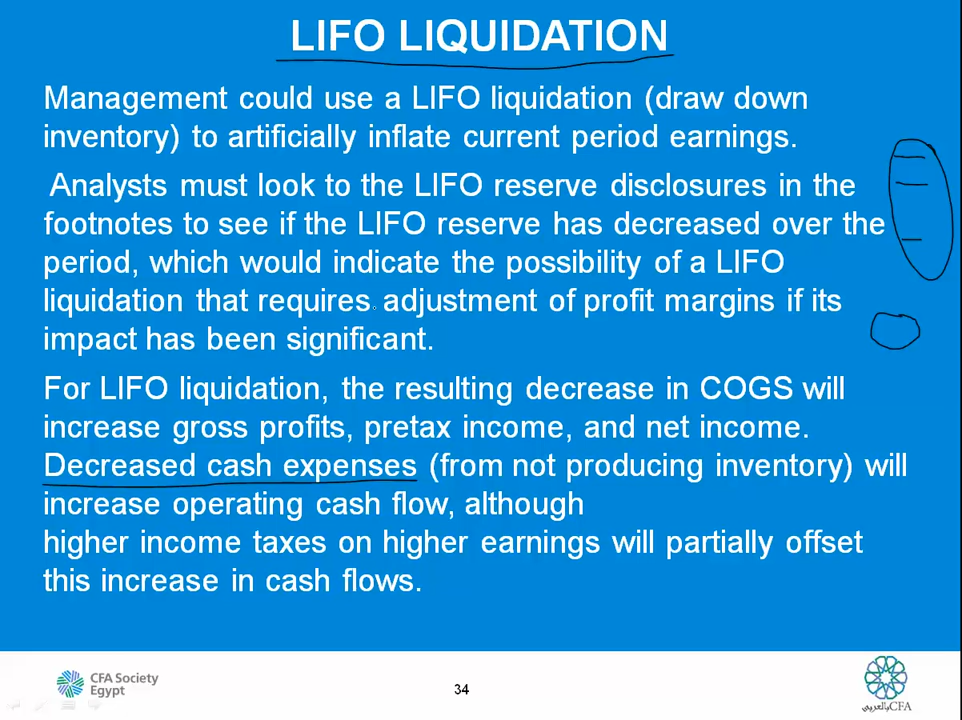 LIFO LIQUIDATION
Management could use a LIFO liquidation (draw down
inventory) to artificially inflate current period earnings.
Analysts must look to the LIFO reserve disclosures in the
footnotes to see if the LIFO reserve has decreased over the
period, which would indicate the possibility of a LIFO
liquidation that requires adjustment of profit margins if its
impact has been significant.
For LIFO liquidation, the resulting decrease in COGS will
increase gross profits, pretax income, and net income.
Decreased cash expenses (from not producing inventory) will
increase operating cash flow, although
higher income taxes on higher earnings will partially offset
this increase in cash flows.
CFA Society
Egypt
34
CFA بالعربي